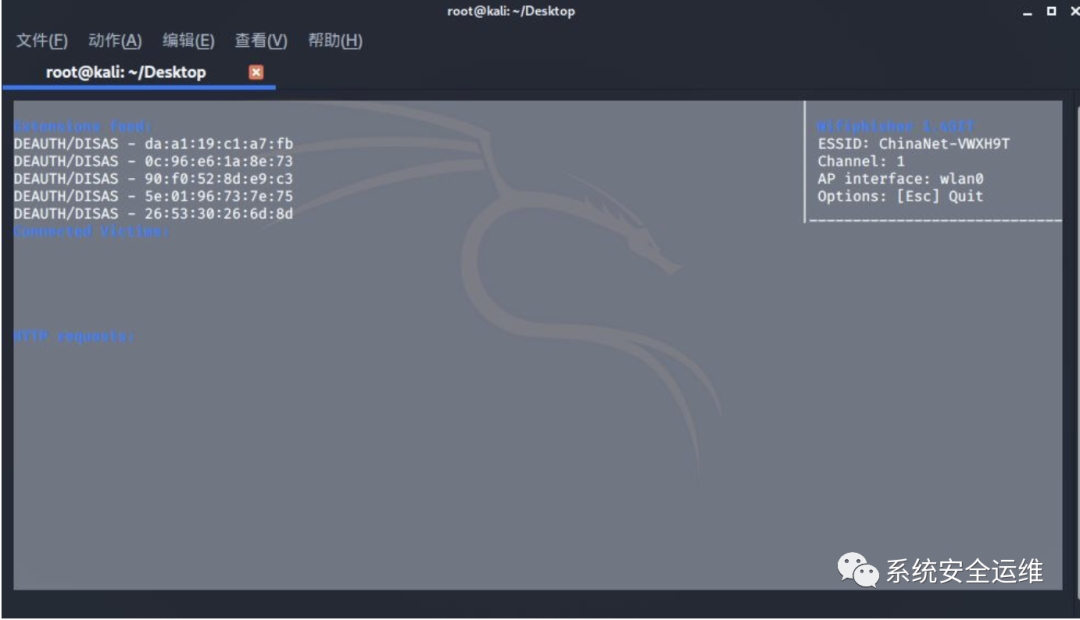 root@kali: ~/Desktop
文件(F) 动作(A) 编辑(E) 查看(V) 帮助(H)
root@kali: ~/Desktop
Extensions feed:
DEAUTH/DISAS - da:a1:19:c1:a7:fb
DEAUTH/DISAS - 0c:96:e6:1a:8e:73
DEAUTH/DISAS - 90:f0:52:8d:e9:c3
DEAUTH/DISAS - 5e:01:96:73:7e:75
DEAUTH/DISAS - 26:53:30:26:6d:8d
Connected Victims:
HTTP requests:
Wifiphisher 1.4GIT
ESSID: ChinaNet-VWXH9T
Channel: 1
AP interface: wlan0
Options: [Esc] Quit
系统安全运维